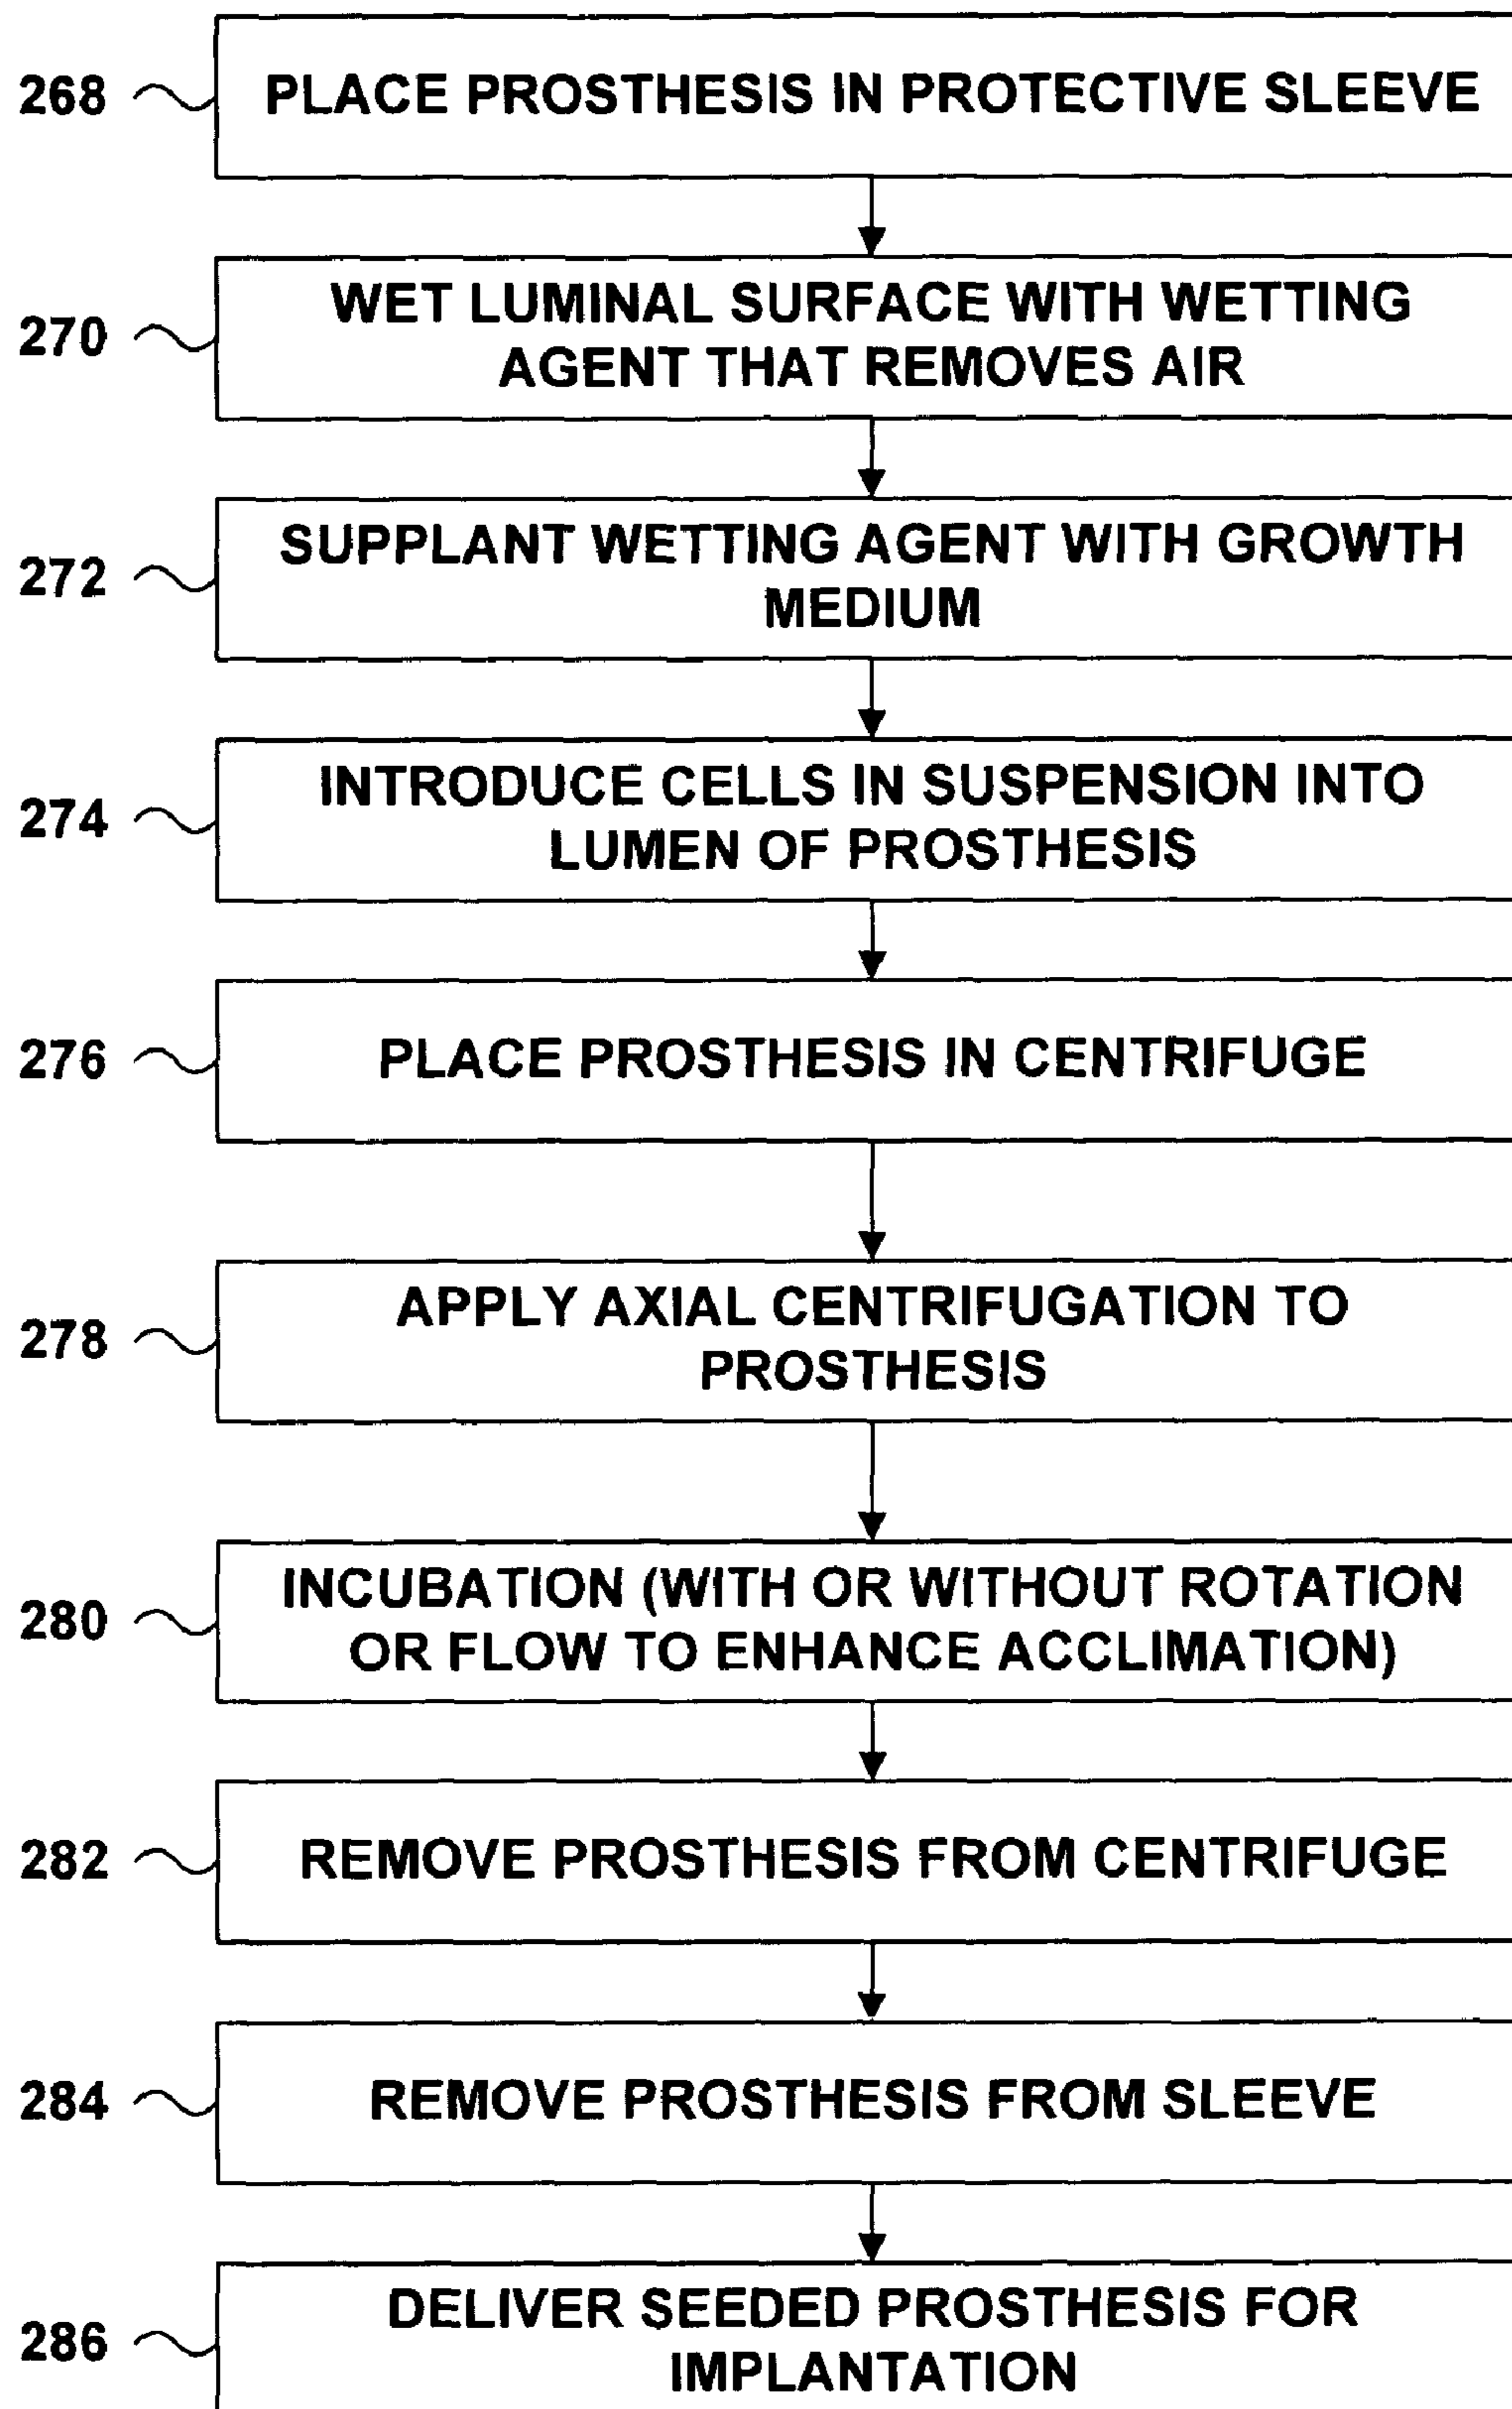 268 PLACE PROSTHESIS IN PROTECTIVE SLEEVE
WET LUMINAL SURFACE WITH WETTING
270
AGENT THAT REMOVES AIR
SUPPLANT WETTING AGENT WITH GROWTH
272
MEDIUM
INTRODUCE CELLS IN SUSPENSION INTO
274
LUMEN OF PROSTHESIS
276 PLACE PROSTHESIS IN CENTRIFUGE
APPLY AXIAL CENTRIFUGATION TO
278
PROSTHESIS
INCUBATION (WITH OR WITHOUT ROTATION
280
OR FLOW TO ENHANCE ACCLIMATION)
282 REMOVE PROSTHESIS FROM CENTRIFUGE
284 REMOVE PROSTHESIS FROM SLEEVE
DELIVER SEEDED PROSTHESIS FOR
286
IMPLANTATION